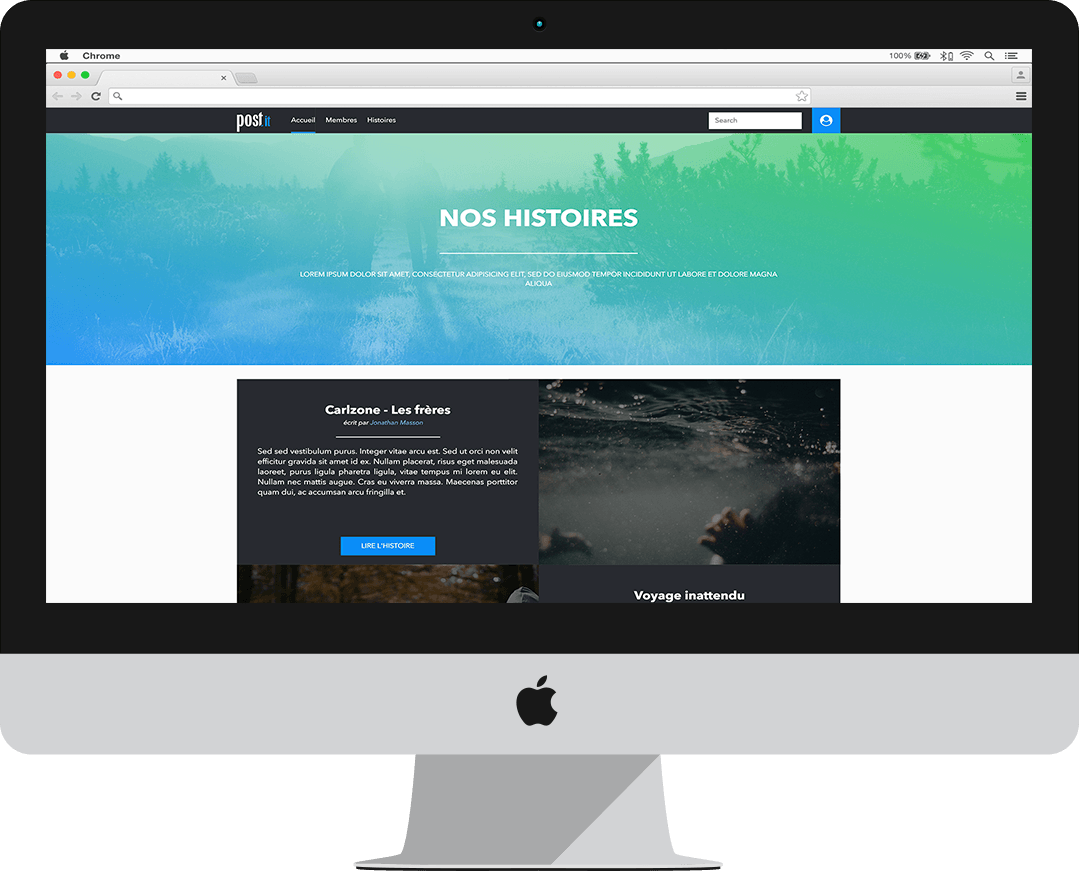 Chrome
100%
post it
Accueil Membres Histoires
Search
NOS HISTOIRES
LOREM IPSUM DOLOR SIT AMET, CONSECTETUR ADIPISICING ELIT, SED DO EIUSMOD TEMPOR INCIDIDUNT UT LABORE ET DOLORE MAGNA
ALIQUA
Carlzone - Les frères
écrit par Jonathan Masson
Sed sed vestibulum purus. Integer vitae arcu est. Sed ut orci non velit
efficitur gravida sit amet id ex. Nullam placerat, risus eget malesuada
laoreet, purus ligula pharetra ligula, vitae tempus mi lorem eu elit.
Nullam nec mattis augue. Cras eu viverra massa. Maecenas porttitor
quam dui, ac accumsan arcu fringilla et.
LIRE L'HISTOIRE
Voyage inattendu